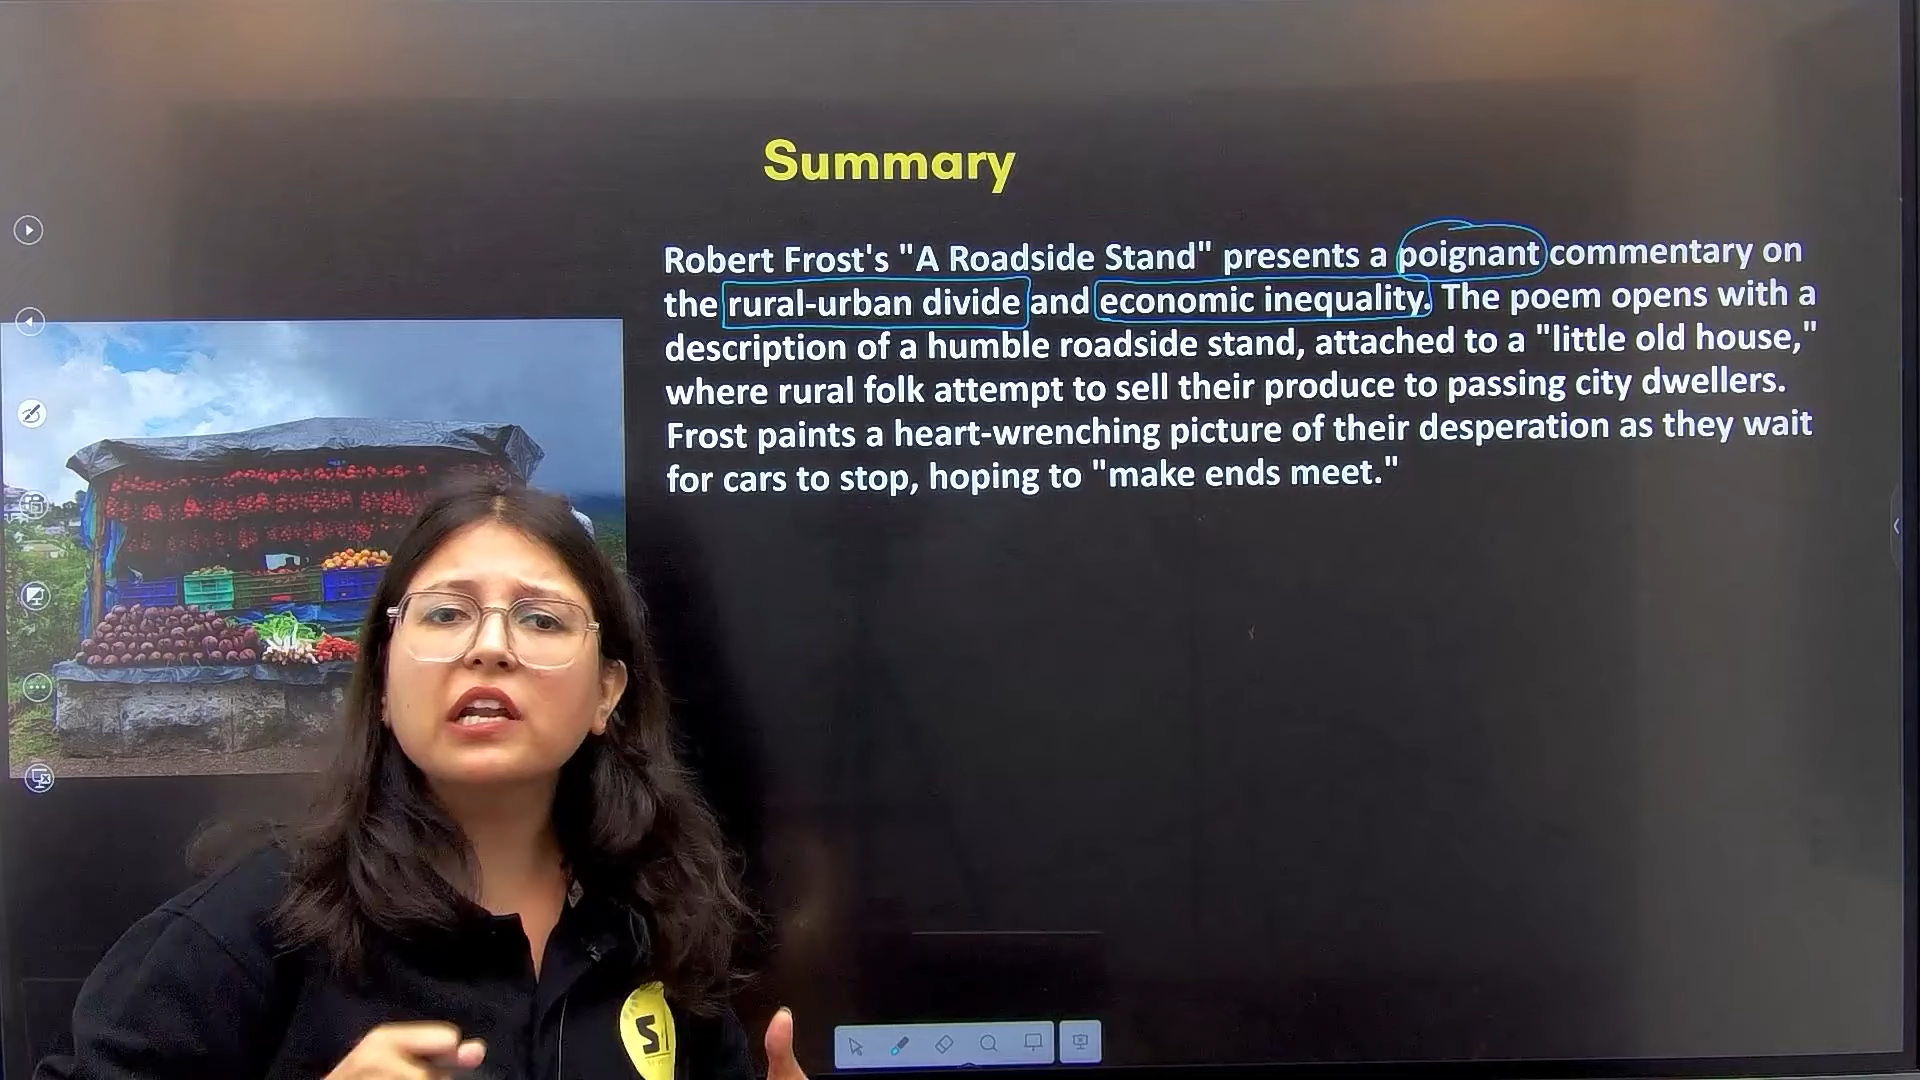 Summary
Robert Frost's "A Roadside Stand" presents a poignant commentary on
the rural-urban divide and economic inequality. The poem opens with a
description of a humble roadside stand, attached to a "little old house,"
where rural folk attempt to sell their produce to passing city dwellers.
Frost paints a heart-wrenching picture of their desperation as they wait
for cars to stop, hoping to "make ends meet."